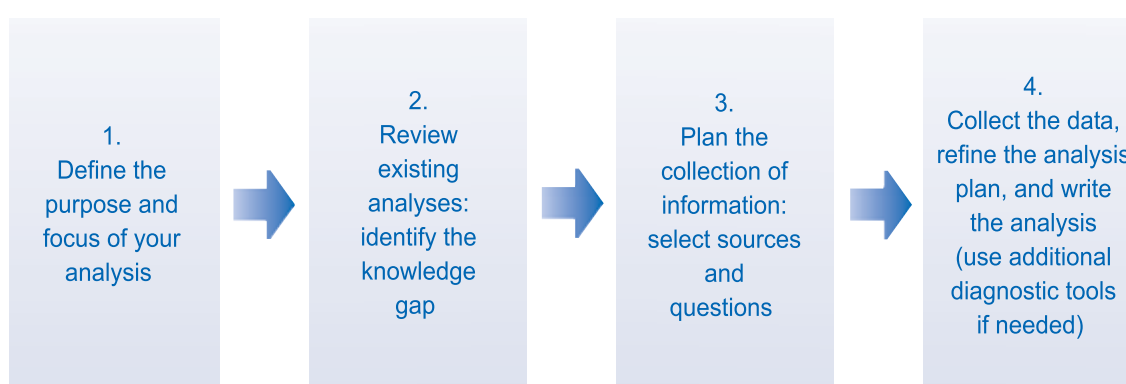 1.
Define the
purpose and
focus of your
analysis
2.
Review
existing
analyses:
identify the
knowledge
gap
3.
Plan the
collection of
information:
select sources
and
questions
4.
Collect the data,
refine the analysis
plan, and write
the analysis
(use additional
diagnostic tools
if needed)